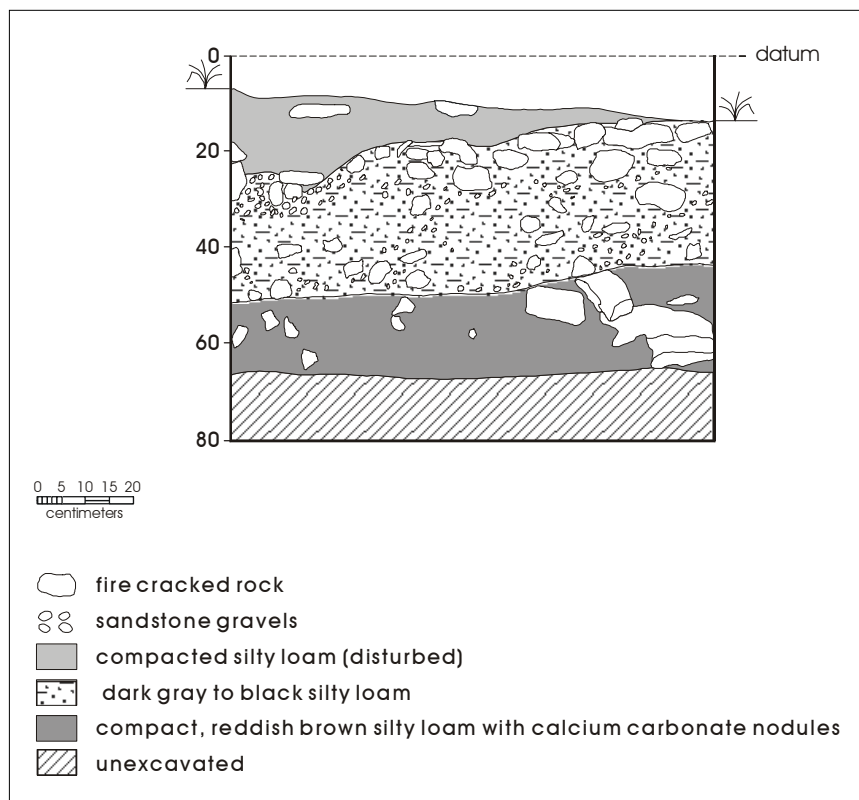 0
datum
20
40
60
80
0 5 10 15 20
centimeters
fire cracked rock
sandstone gravels
compacted silty loam (disturbed)
dark gray to black silty loam
compact, reddish brown silty loam with calcium carbonate nodules
unexcavated